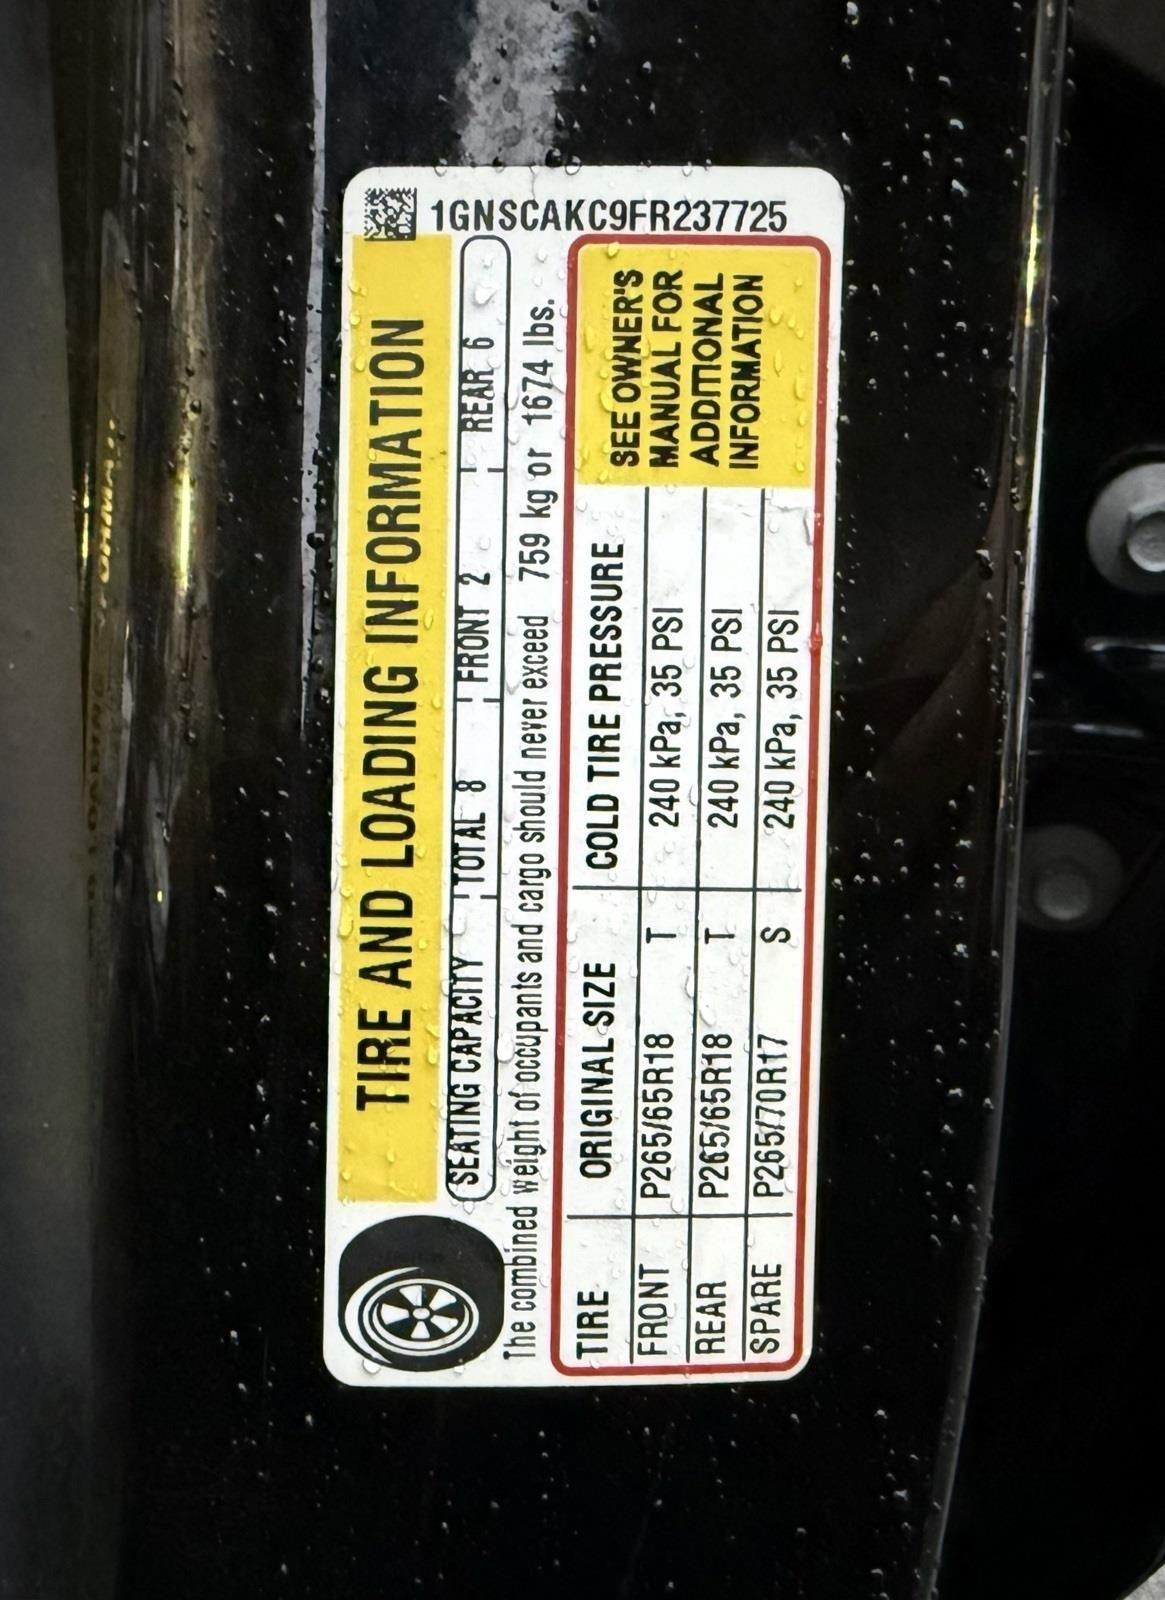 1GNSCAKC9FR237725
TIRE AND LOADING INFORMATION
SEATING CAPACITY TOTAL 8 FRONT 2 REAR 6
The combined weight of occupants and cargo should never exceed 759 kg or 1674 lbs.
TIRE ORIGINAL SIZE COLD TIRE PRESSURE
FRONT P265/65R18 T 240 kPa, 35 PSI
REAR P265/65R18 T 240 kPa, 35 PSI
SPARE P265/70R17 S 240 kPa, 35 PSI
SEE OWNER'S
MANUAL FOR
ADDITIONAL
INFORMATION